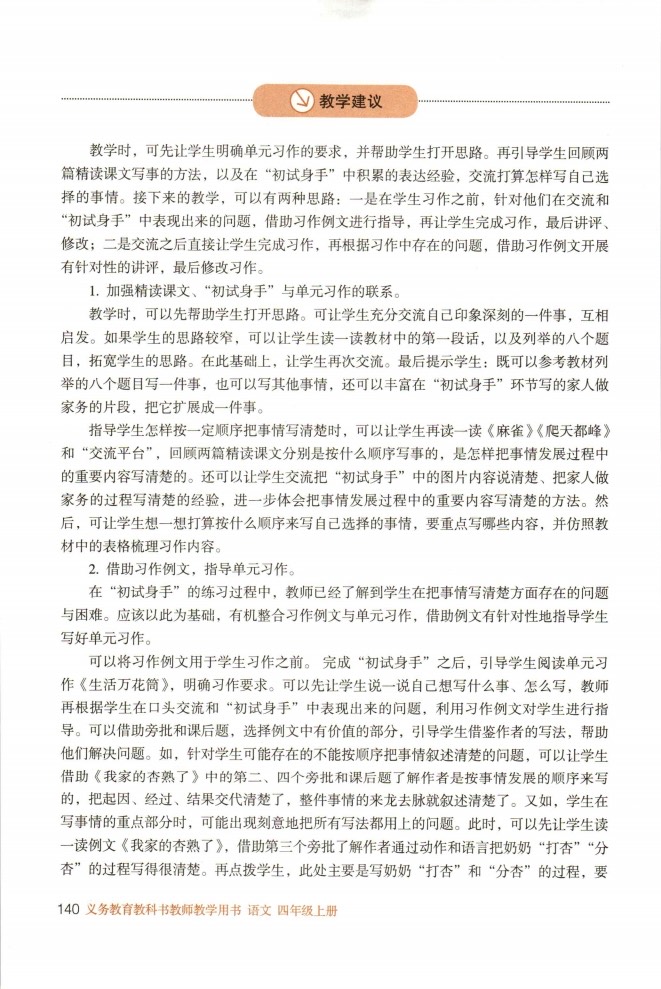 教学建议
教学时，可先让学生明确单元习作的要求，并帮助学生打开思路。再引导学生回顾两
篇精读课文写事的方法，以及在“初试身手”中积累的表达经验，交流打算怎样写自己选
择的事情。接下来的教学，可以有两种思路：一是在学生习作之前，针对他们在交流和
“初试身手”中表现出来的问题，借助习作例文进行指导，再让学生完成习作，最后讲评、
修改；二是交流之后直接让学生完成习作，再根据习作中存在的问题，借助习作例文开展
有针对性的讲评，最后修改习作。
1. 加强精读课文、“初试身手”与单元习作的联系。
教学时，可以先帮助学生打开思路。可让学生充分交流自己印象深刻的一件事，互相
启发。如果学生的思路较窄，可以让学生读一读教材中的第一段话，以及列举的八个题
目，拓宽学生的思路。在此基础上，让学生再次交流。最后提示学生：既可以参考教材列
举的八个题目写一件事，也可以写其他事情，还可以丰富在“初试身手”环节写的家人做
家务的片段，把它扩展成一件事。
指导学生怎样按一定顺序把事情写清楚时，可以让学生再读一读《麻雀》《爬天都峰》
和“交流平台”，回顾两篇精读课文分别是按什么顺序写事的，是怎样把事情发展过程中
的重要内容写清楚的。还可以让学生交流把“初试身手”中的图片内容说清楚、把家人做
家务的过程写清楚的经验，进一步体会把事情发展过程中的重要内容写清楚的方法。然
后，可让学生想一想打算按什么顺序来写自己选择的事情，要重点写哪些内容，并仿照教
材中的表格梳理习作内容。
2. 借助习作例文，指导单元习作。
在“初试身手”的练习过程中，教师已经了解到学生在把事情写清楚方面存在的问题
与困难。应该以此为基础，有机整合习作例文与单元习作，借助例文有针对性地指导学生
写好单元习作。
可以将习作例文用于学生习作之前。 完成“初试身手”之后，引导学生阅读单元习
作《生活万花筒》，明确习作要求。可以先让学生说一说自己想写什么事、怎么写，教师
再根据学生在口头交流和“初试身手”中表现出来的问题，利用习作例文对学生进行指
导。可以借助旁批和课后题，选择例文中有价值的部分，引导学生借鉴作者的写法，帮助
他们解决问题。如，针对学生可能存在的不能按顺序把事情叙述清楚的问题，可以让学生
借助《我家的杏熟了》中的第二、四个旁批和课后题了解作者是按事情发展的顺序来写
的，把起因、经过、结果交代清楚了，整件事情的来龙去脉就叙述清楚了。又如，学生在
写事情的重点部分时，可能出现刻意地把所有写法都用上的问题。此时，可以先让学生读
一读例文《我家的杏熟了》，借助第三个旁批了解作者通过动作和语言把奶奶“打杏”“分
杏”的过程写得很清楚。再点拨学生，此处主要是写奶奶“打杏”和“分杏”的过程，要
140 义务教育教科书教师教学用书 语文 四年级上册